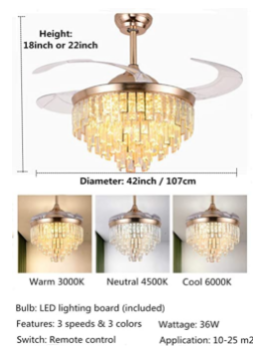 Height:
18inch or 22inch
Diameter: 42inch / 107cm
Warm 3000K Neutral 4500K Cool 6000K
Bulb: LED lighting board (included)
Features: 3 speeds & 3 colors Wattage: 36W
Switch: Remote control Application: 10-25 m2